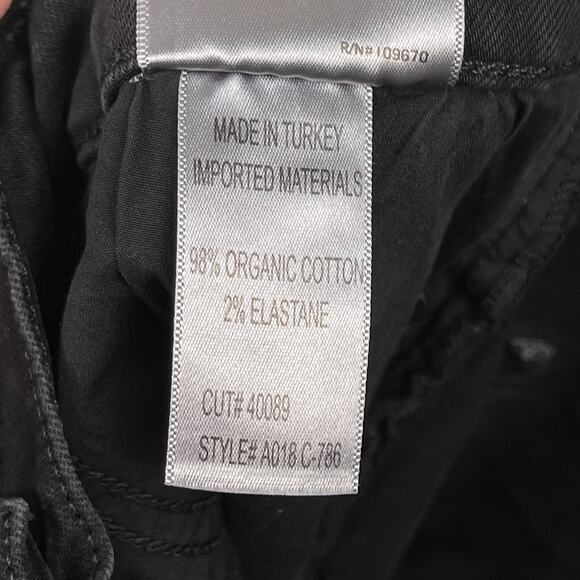 R/N# 109670
MADE IN TURKEY
IMPORTED MATERIALS
98% ORGANIC COTTON
2% ELASTANE
CUT# 40089
STYLE# A018 C-786